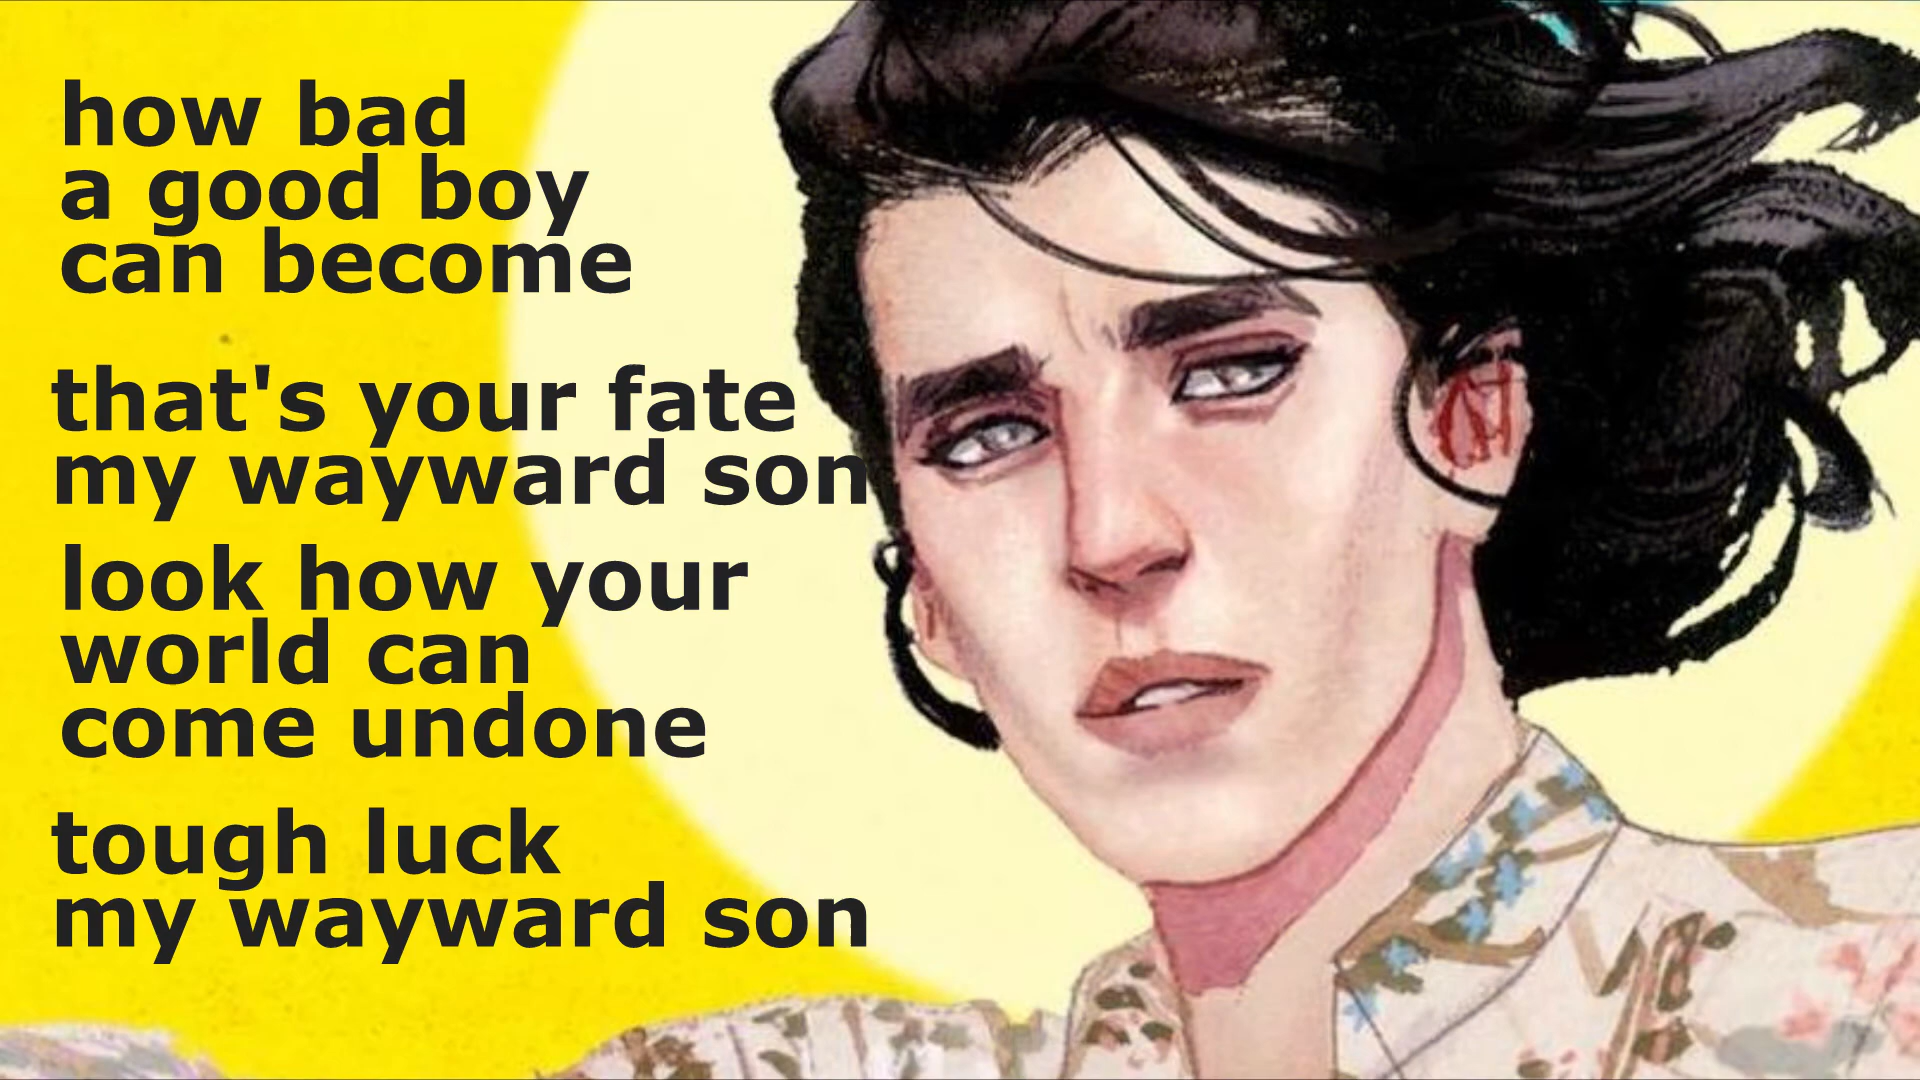 how bad
a good boy
can become
that's your fate
my wayward son
look how your
world can
come undone
tough luck
my wayward son